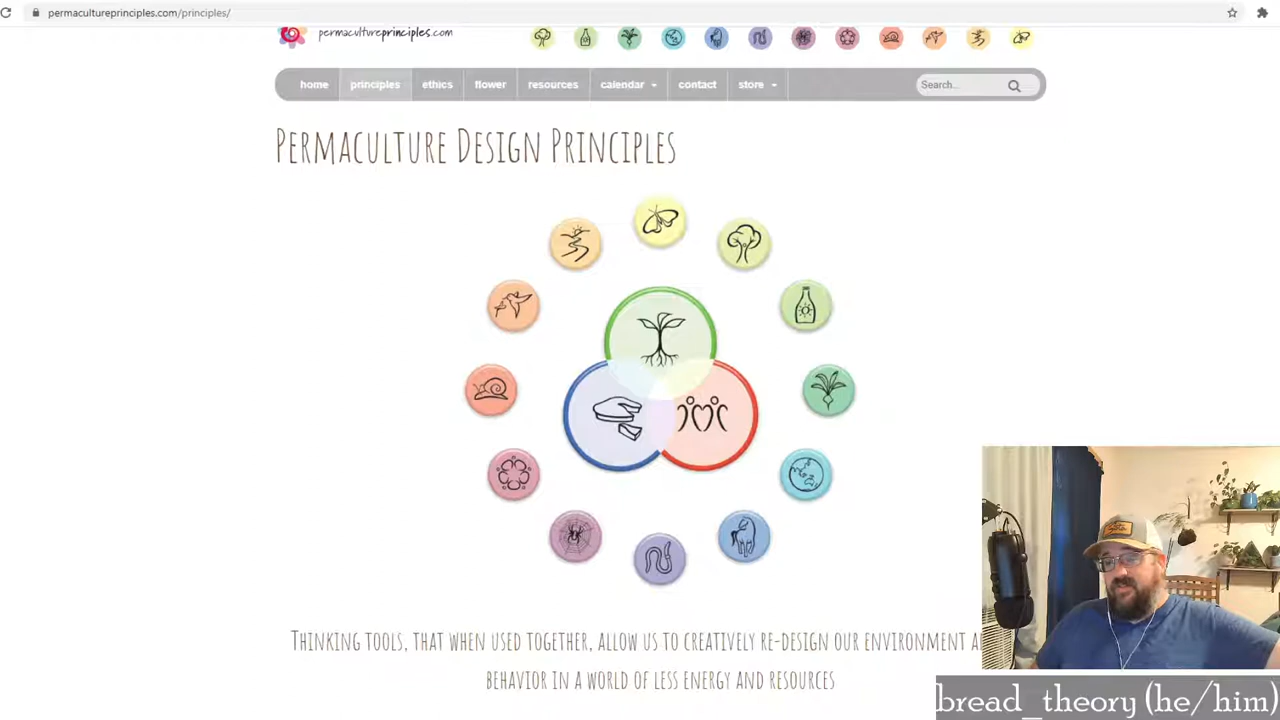 permacultureprinciples.com/principles/
permacultureprinciples.com
home principles ethics flower resources calendar contact store Search...
Permaculture Design Principles
Thinking tools, that when used together, allow us to creatively re-design our environment
behavior in a world of less energy and resources
bread_theory (he/him)